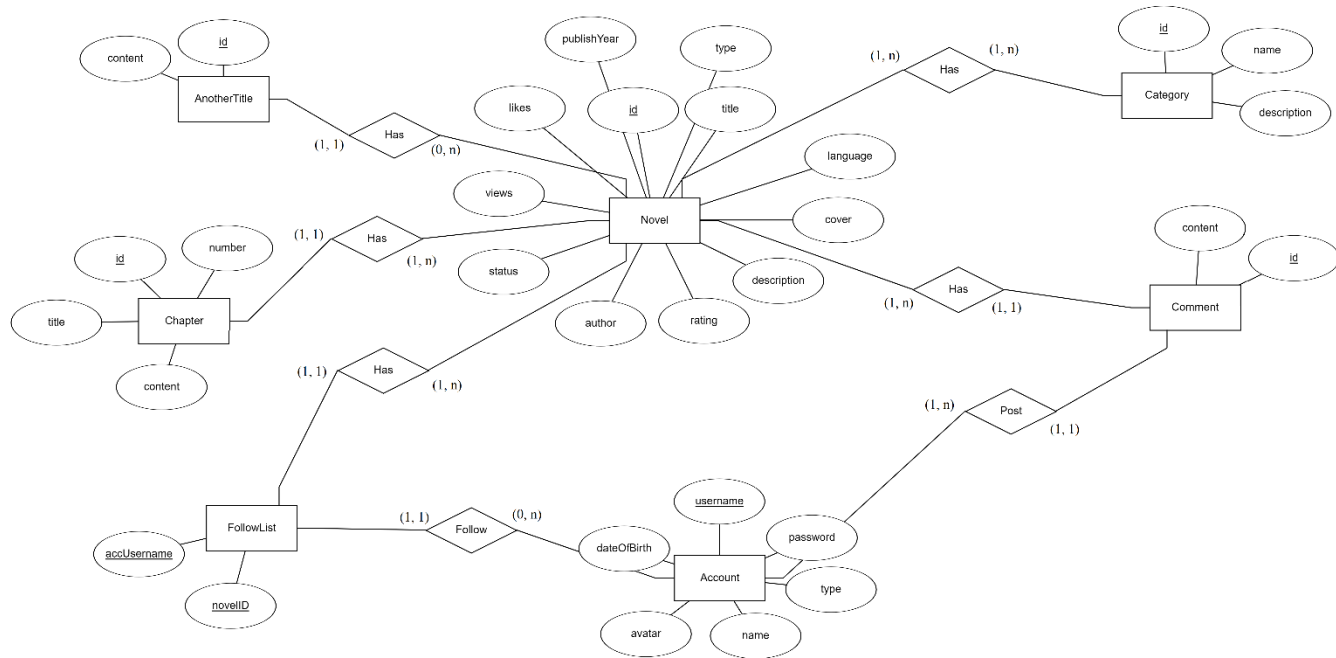 publishYear
type
id
name
description
Category
Has
(1, n)
(1, n)
id
content
AnotherTitle
Has
(1, 1)
(0, n)
likes
id
title
language
views
Novel
cover
status
description
author
rating
Has
(1, 1)
(1, n)
id
number
title
Chapter
content
Has
(1, n)
(1, 1)
content
id
Comment
Has
(1, 1)
(1, n)
Post
(1, n)
(1, 1)
FollowList
accUsername
novelID
Follow
(1, 1)
(0, n)
username
dateOfBirth
password
Account
type
avatar
name